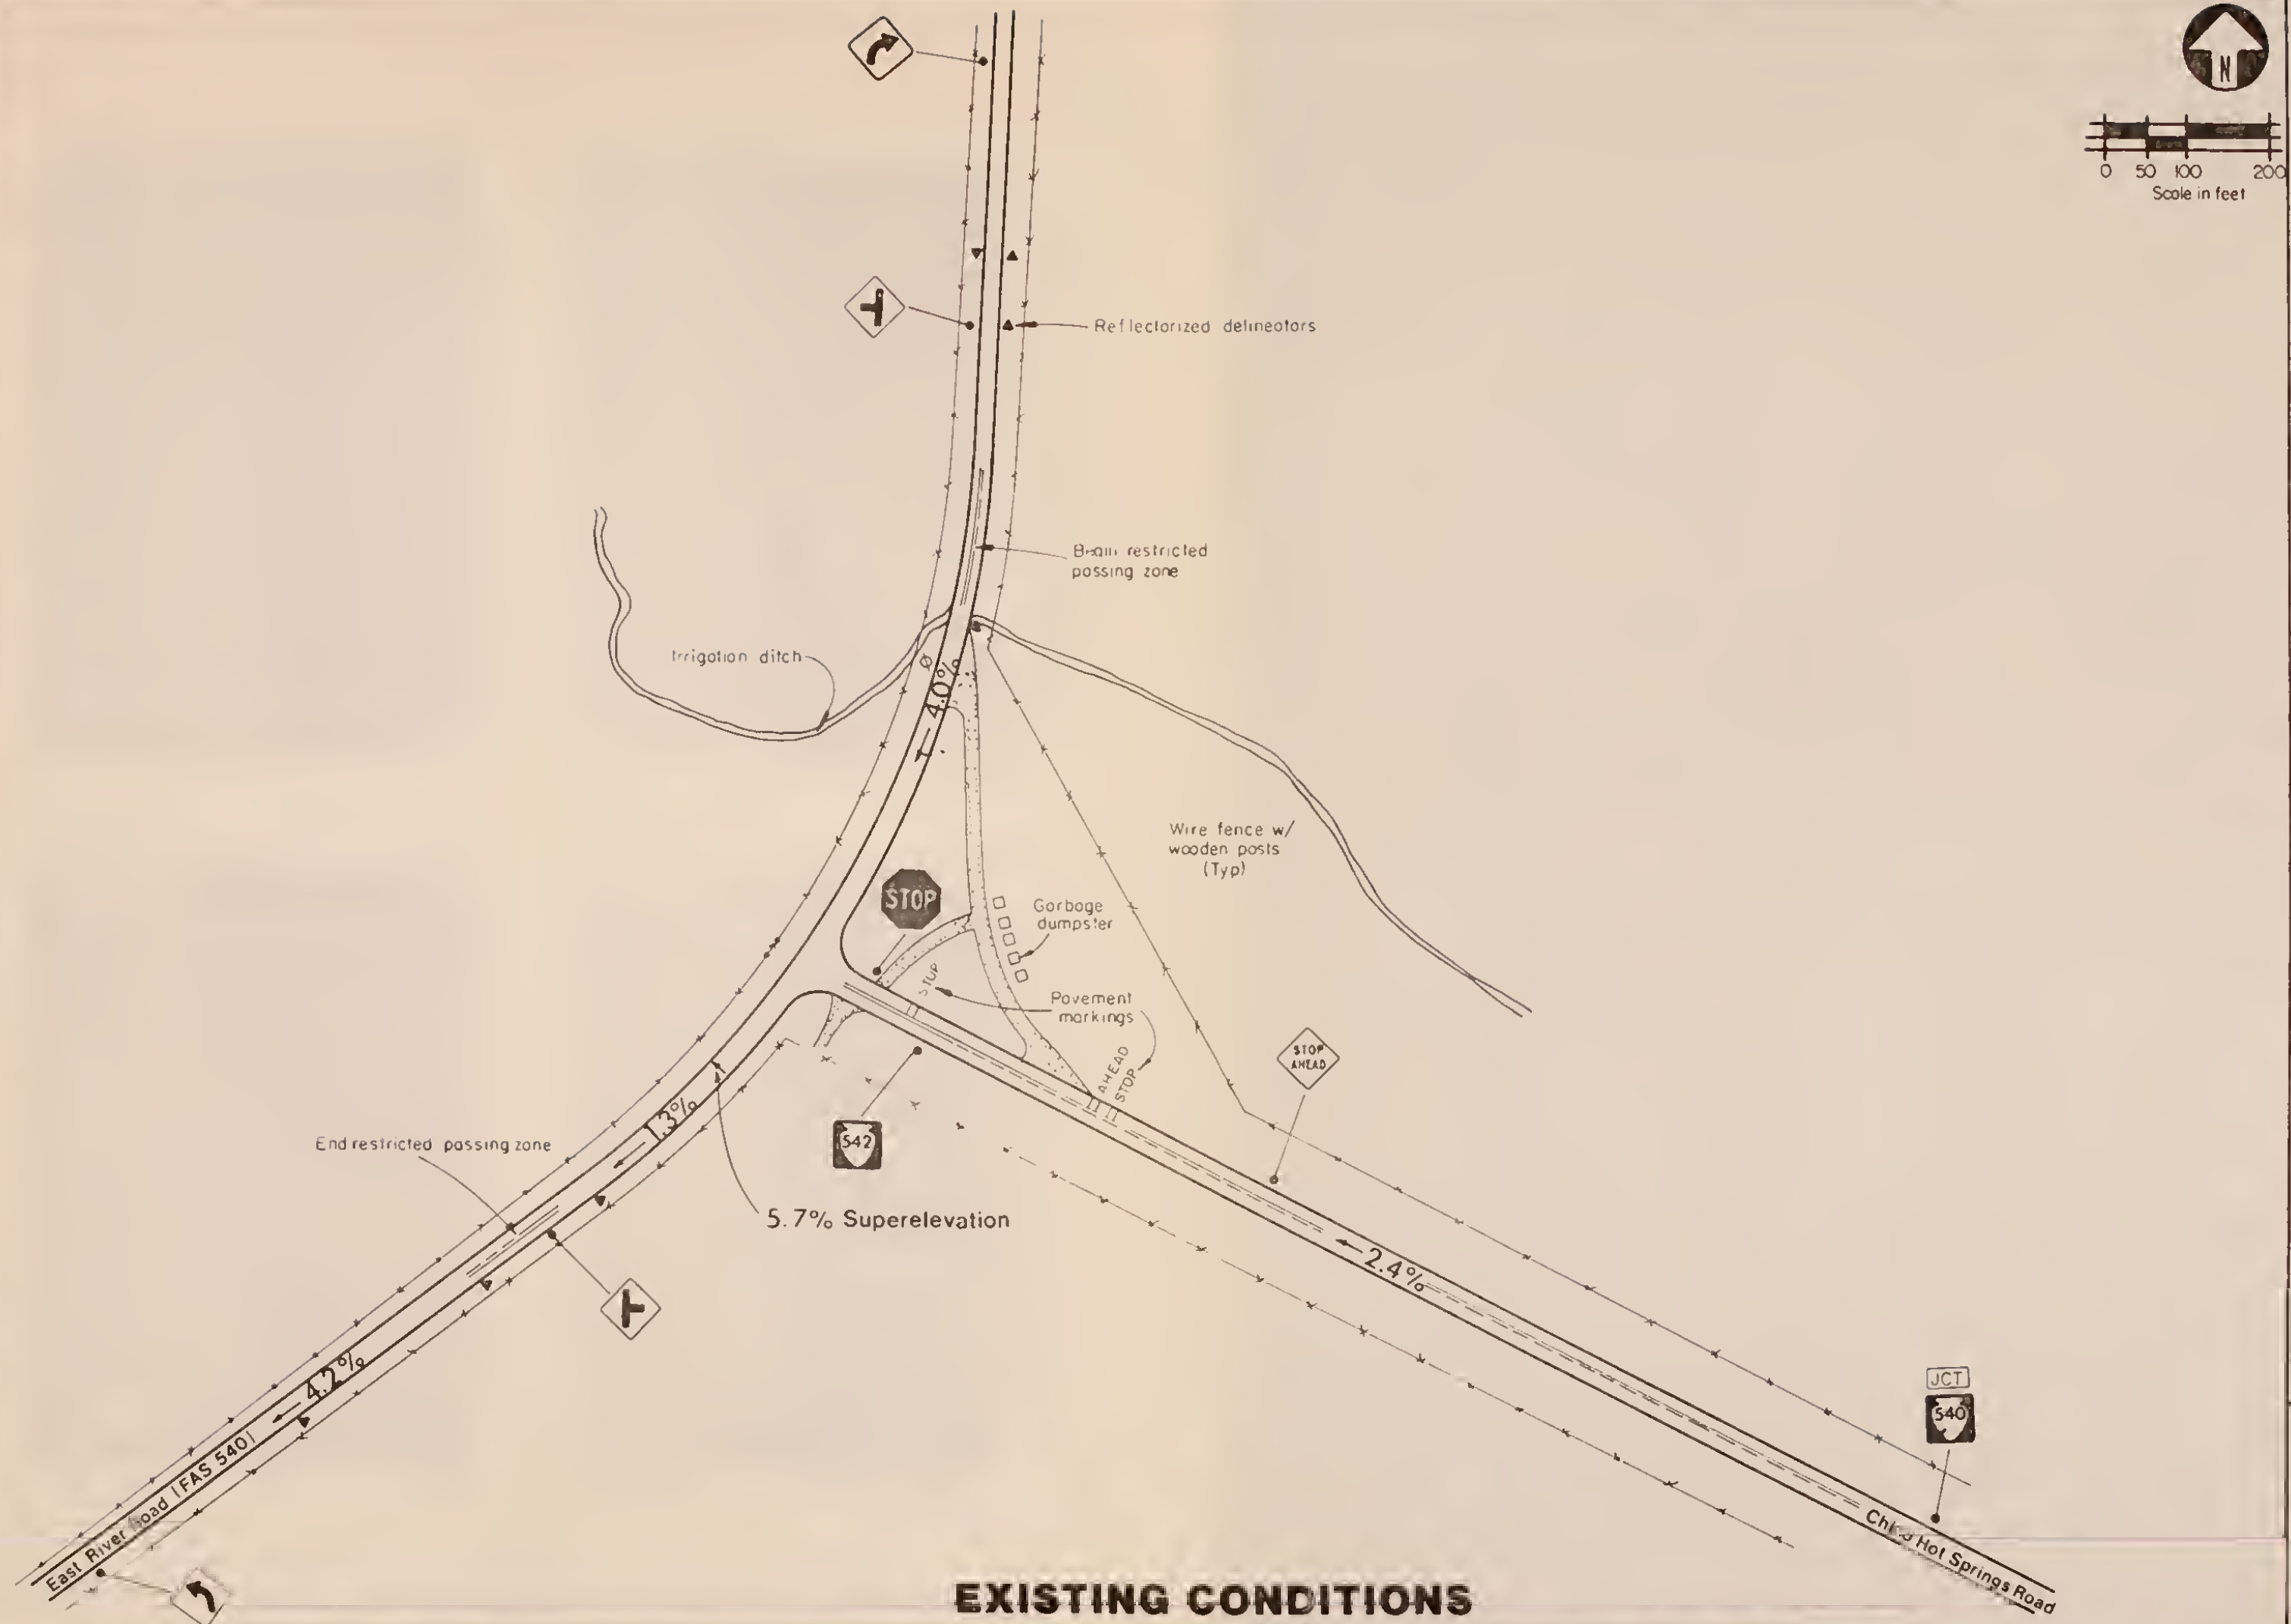 N
0 50 100 200
Scale in feet
Reflectorized delineators
restricted
passing zone
Irrigation ditch
4.0%
Wire fence w/
wooden posts
(Typ)
STOP
Garbage
dumpster
STOP
Pavement
markings
AHEAD
STOP
STOP
AHEAD
542
1.3%
End restricted passing zone
5.7% Superelevation
2.4%
4.2%
JCT
540
East River Road (FAS 540)
Hot Springs Road
EXISTING CONDITIONS